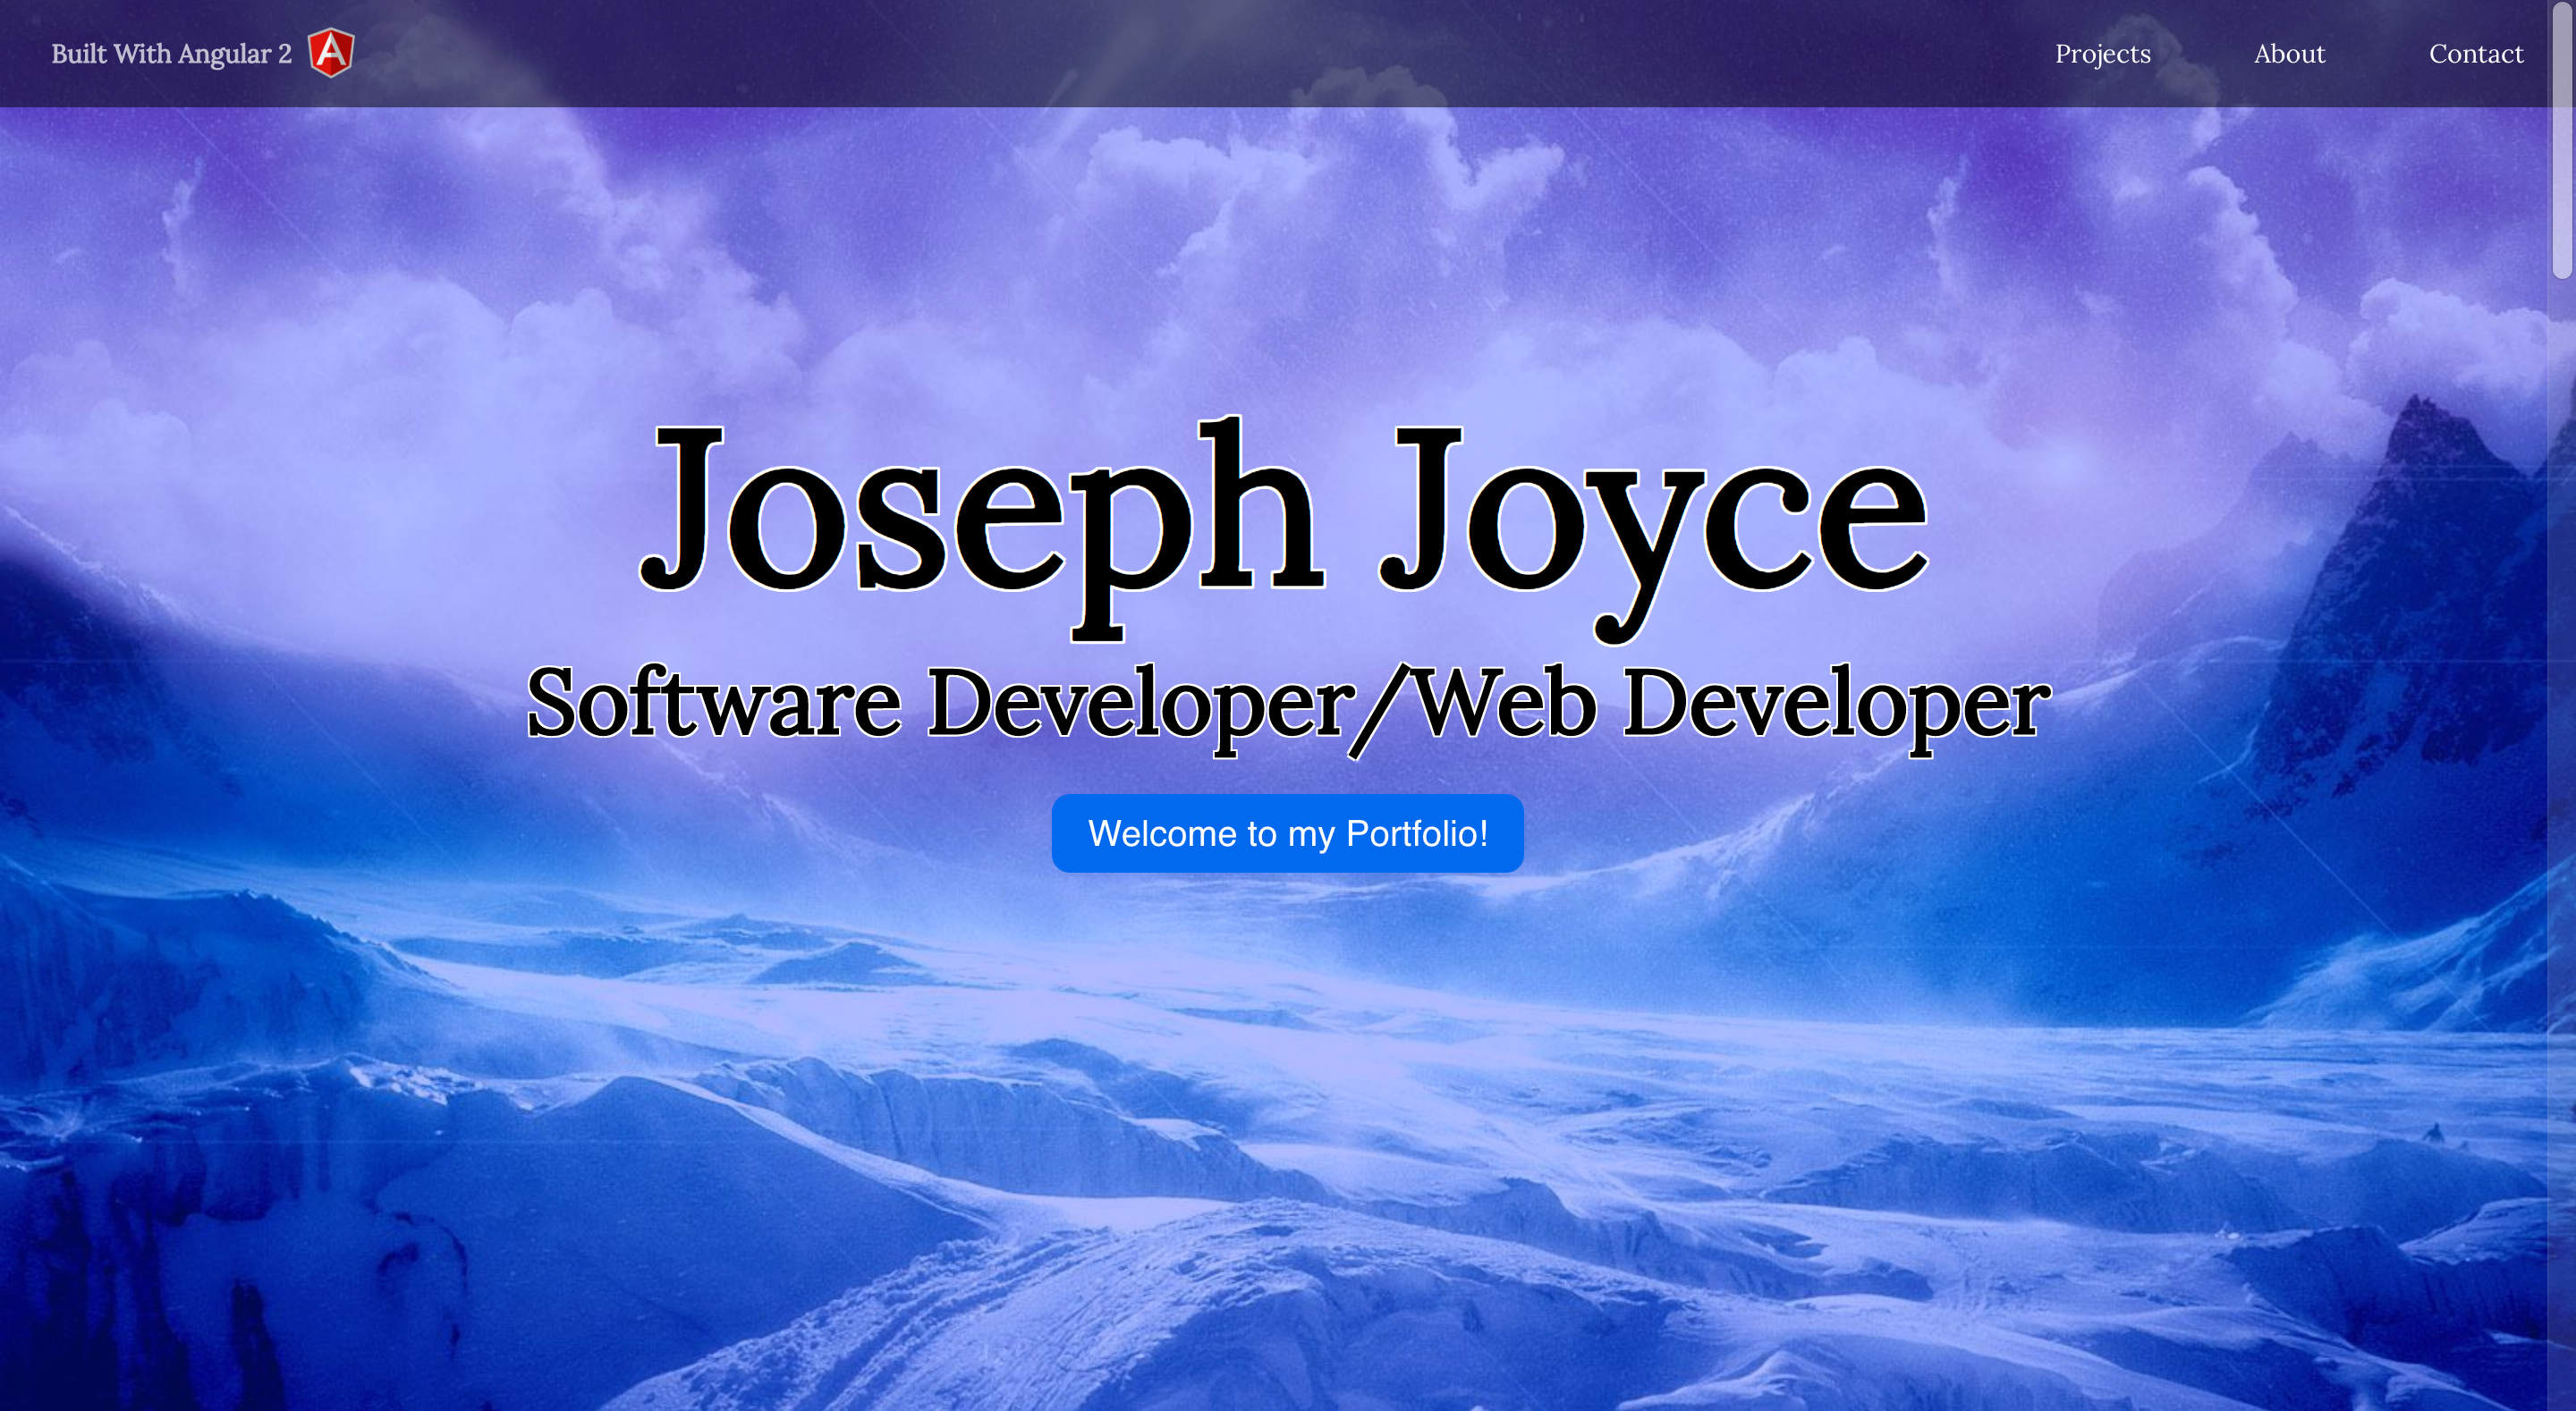 Built With Angular 2
Projects
About
Contact
Joseph Joyce
Software Developer/Web Developer
Welcome to my Portfolio!